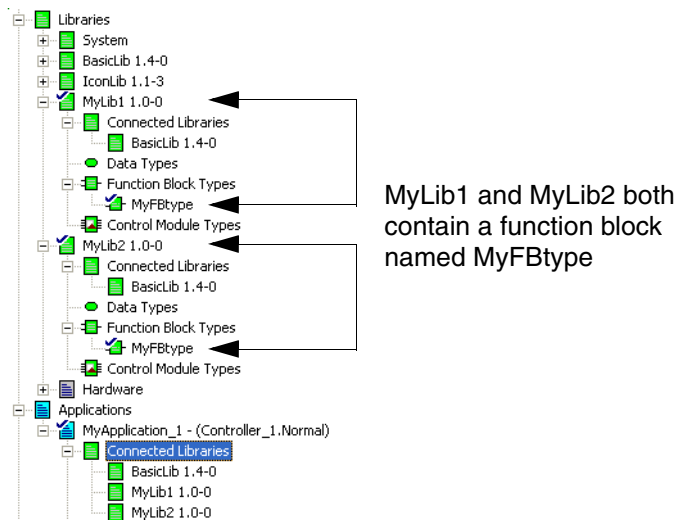 Libraries
System
BasicLib 1.4-0
IconLib 1.1-3
MyLib1 1.0-0
Connected Libraries
BasicLib 1.4-0
Data Types
Function Block Types
MyFBtype
Control Module Types
MyLib2 1.0-0
Connected Libraries
BasicLib 1.4-0
Data Types
Function Block Types
MyFBtype
Control Module Types
Hardware
Applications
MyApplication_1 - (Controller_1.Normal)
Connected Libraries
BasicLib 1.4-0
MyLib1 1.0-0
MyLib2 1.0-0
MyLib1 and MyLib2 both
contain a function block
named MyFBtype